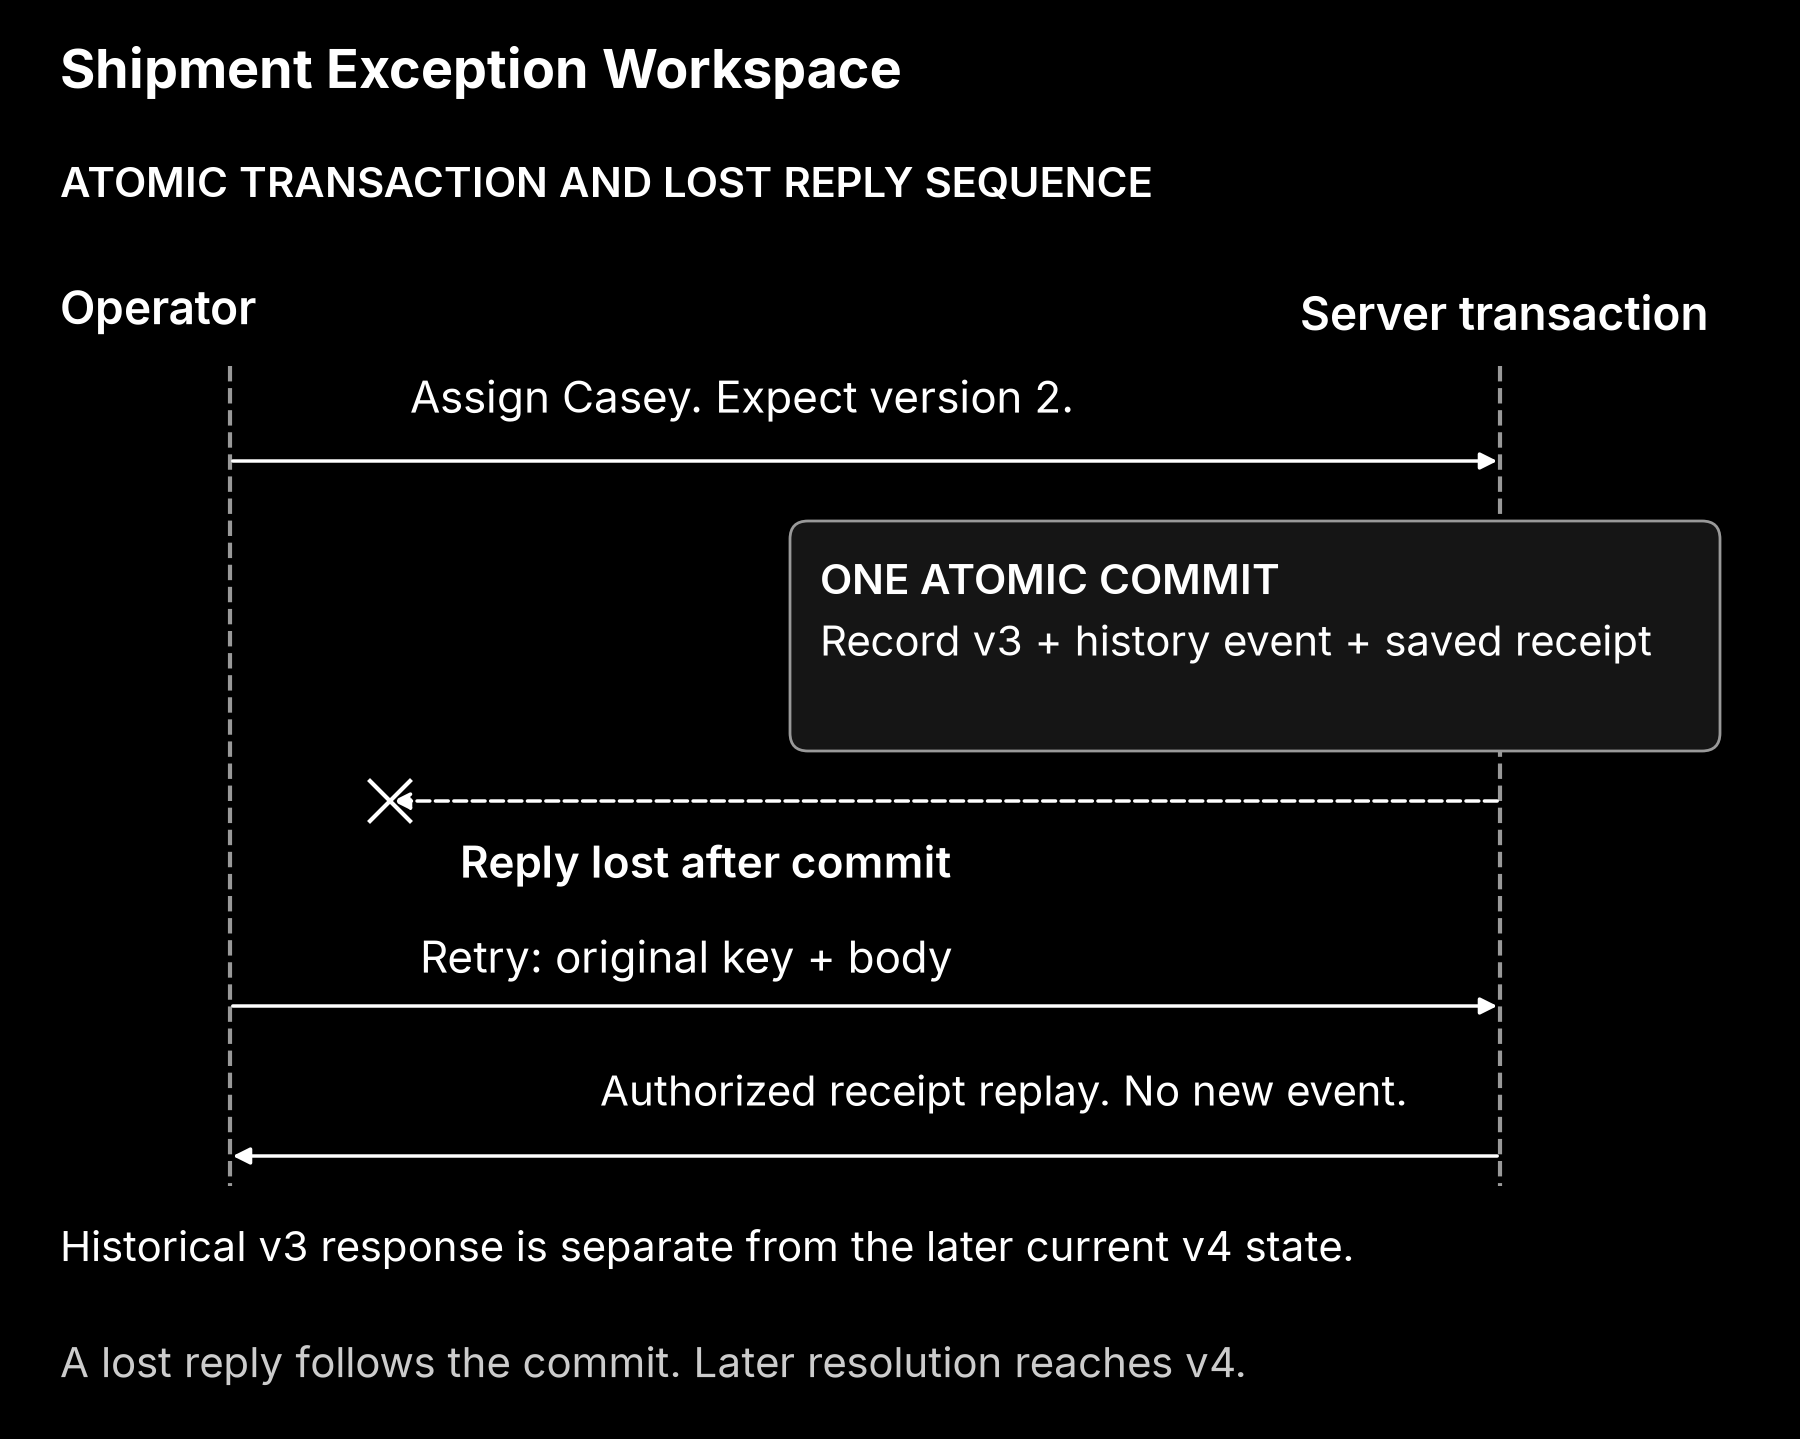 Shipment Exception Workspace
ATOMIC TRANSACTION AND LOST REPLY SEQUENCE
Operator
Server transaction
Assign Casey. Expect version 2.
ONE ATOMIC COMMIT
Record v3 + history event + saved receipt
Reply lost after commit
Retry: original key + body
Authorized receipt replay. No new event.
Historical v3 response is separate from the later current v4 state.
A lost reply follows the commit. Later resolution reaches v4.